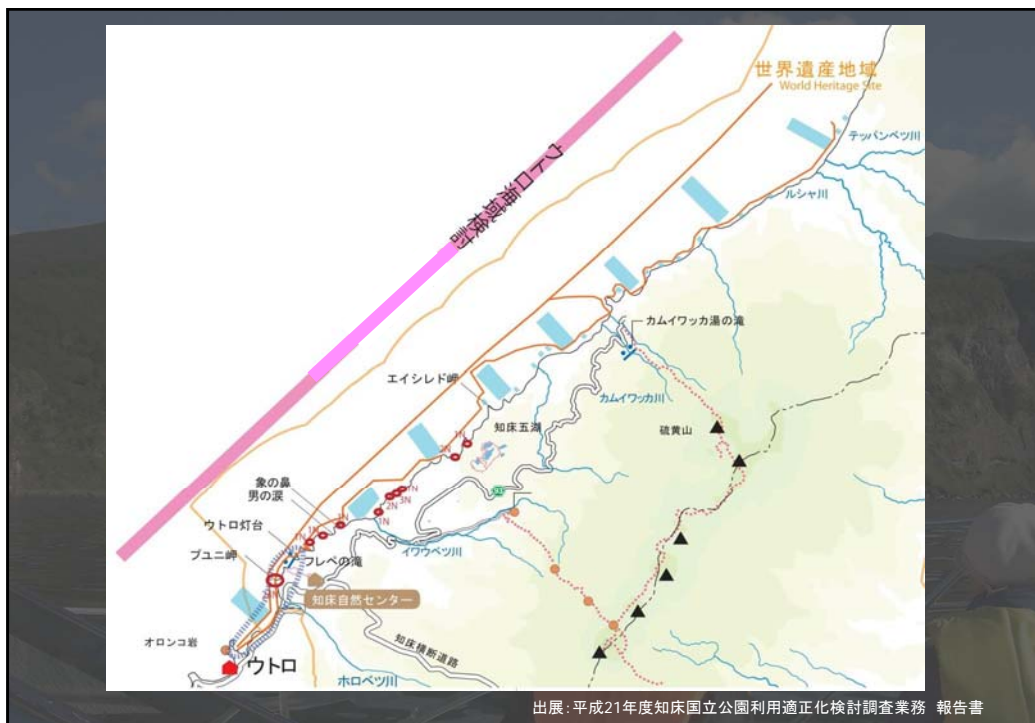 世界遺産地域
World Heritage Site
テッパンベツ川
ルシャ川
ウトロ海域検討
カムイワッカ湯の滝
エイシレド岬
カムイワッカ川
知床五湖
硫黄山
1N
2N
象の鼻
男の涙
2N
3N
1N
1N
ウトロ灯台
1N
プユニ岬
フレペの滝
イワウベツ川
知床自然センター
オロンコ岩
知床横断道路
ウトロ
ホロベツ川
出展:平成21年度知床国立公園利用適正化検討調査業務 報告書